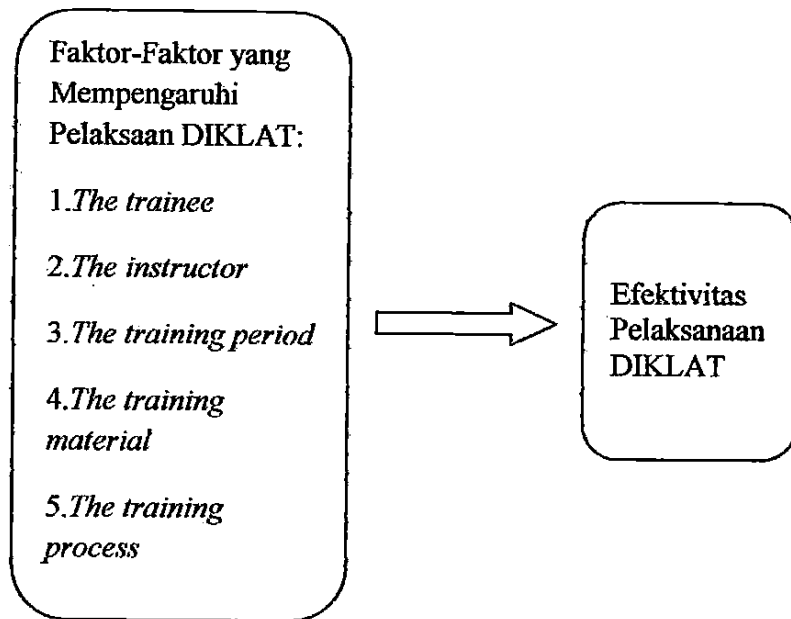 Faktor-Faktor yang
Mempengaruhi
Pelaksaan DIKLAT:
1.The trainee
2.The instructor
3.The training period
4.The training
material
5.The training
process
Efektivitas
Pelaksanaan
DIKLAT